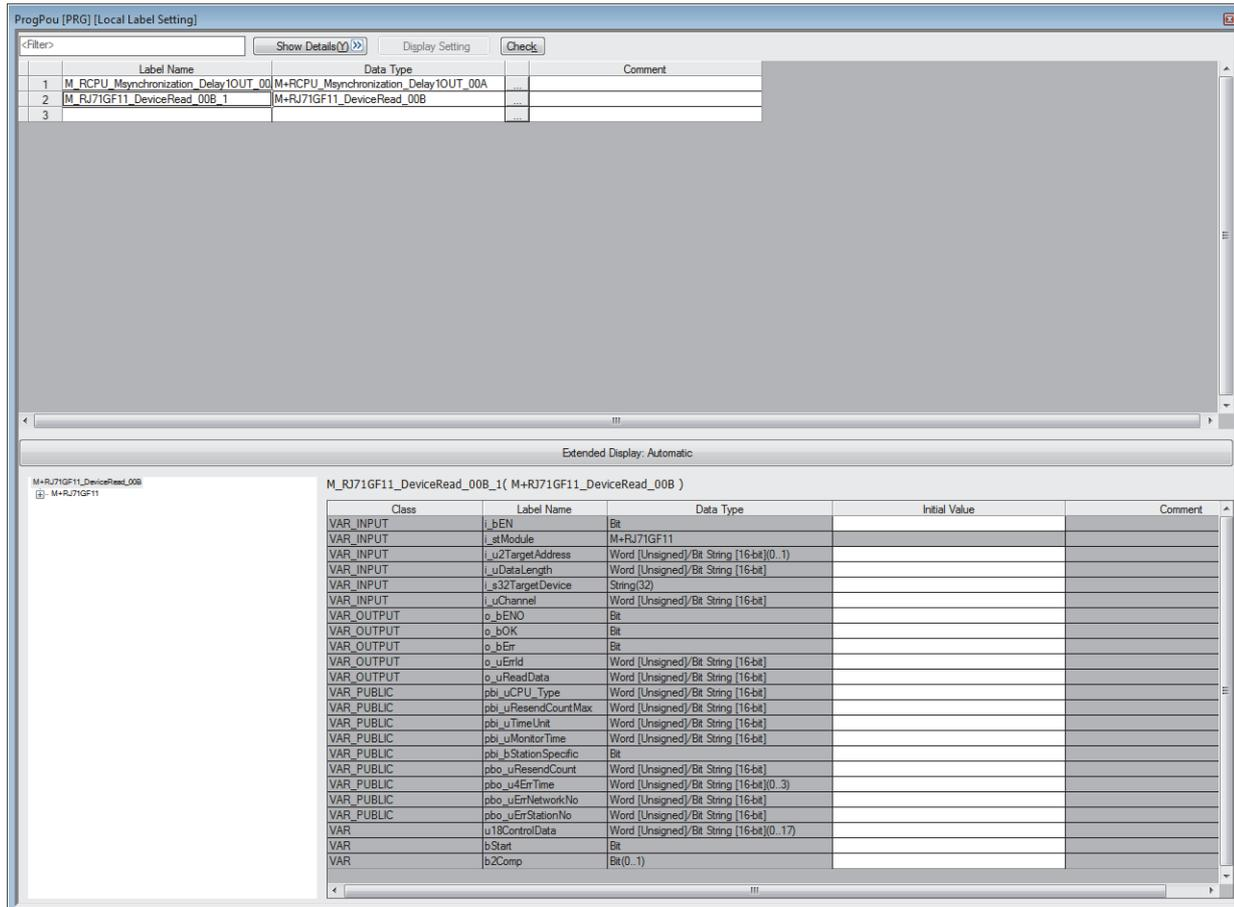 ProgPou [PRG] [Local Label Setting]
<Filter> Show Details(Y) Display Setting Check
Label Name Data Type Comment
1 M_RCPU_Msynchronization_Delay1OUT_00 M+RCPU_Msynchronization_Delay1OUT_00A ...
2 M_RJ71GF11_DeviceRead_00B_1 M+RJ71GF11_DeviceRead_00B ...
3 ...
Extended Display: Automatic
M+RJ71GF11_DeviceRead_00B
M+RJ71GF11
M_RJ71GF11_DeviceRead_00B_1( M+RJ71GF11_DeviceRead_00B )
Class Label Name Data Type Initial Value Comment
VAR_INPUT i_bEN Bit
VAR_INPUT i_stModule M+RJ71GF11
VAR_INPUT i_u2TargetAddress Word [Unsigned]/Bit String [16-bit](0..1)
VAR_INPUT i_uDataLength Word [Unsigned]/Bit String [16-bit]
VAR_INPUT i_s32TargetDevice String(32)
VAR_INPUT i_uChannel Word [Unsigned]/Bit String [16-bit]
VAR_OUTPUT o_bENO Bit
VAR_OUTPUT o_bOK Bit
VAR_OUTPUT o_bErr Bit
VAR_OUTPUT o_uErrId Word [Unsigned]/Bit String [16-bit]
VAR_OUTPUT o_uReadData Word [Unsigned]/Bit String [16-bit]
VAR_PUBLIC pbi_uCPU_Type Word [Unsigned]/Bit String [16-bit]
VAR_PUBLIC pbi_uResendCountMax Word [Unsigned]/Bit String [16-bit]
VAR_PUBLIC pbi_uTimeUnit Word [Unsigned]/Bit String [16-bit]
VAR_PUBLIC pbi_uMonitorTime Word [Unsigned]/Bit String [16-bit]
VAR_PUBLIC pbi_bStationSpecific Bit
VAR_PUBLIC pbo_uResendCount Word [Unsigned]/Bit String [16-bit]
VAR_PUBLIC pbo_u4ErrTime Word [Unsigned]/Bit String [16-bit](0..3)
VAR_PUBLIC pbo_uErrNetworkNo Word [Unsigned]/Bit String [16-bit]
VAR_PUBLIC pbo_uErrStationNo Word [Unsigned]/Bit String [16-bit]
VAR u18ControlData Word [Unsigned]/Bit String [16-bit](0..17)
VAR bStart Bit
VAR b2Comp Bit(0..1)